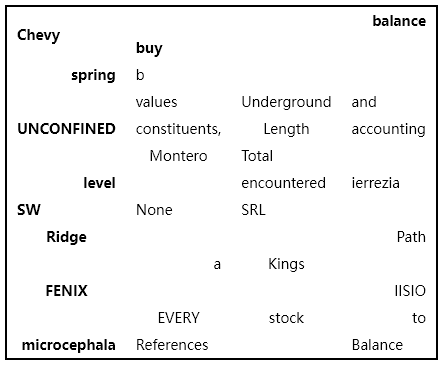 balance
Chevy
buy
spring b
values Underground and
UNCONFINED constituents, Length accounting
Montero Total
level encountered ierrezia
SW None SRL
Ridge Path
a Kings
FENIX IISIO
EVERY stock to
microcephala References Balance